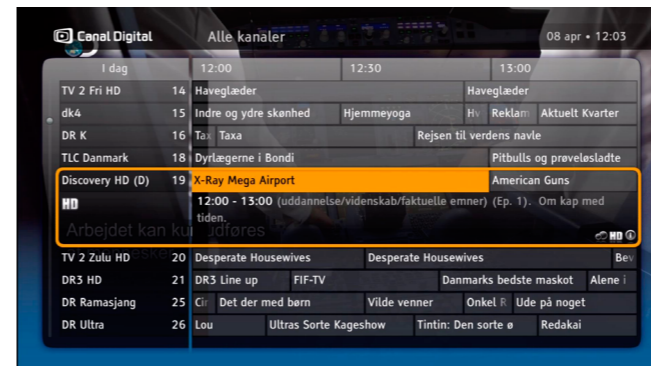 Canal Digital Alle kanaler 08 apr • 12:03
I dag 12:00 12:30 13:00
TV 2 Fri HD 14 Haveglæder Haveglæder
dk4 15 Indre og ydre skønhed Hjemmeyoga Hv Reklam Aktuelt Kvarter
DR K 16 Tax Taxa Rejsen til verdens navle
TLC Danmark 18 Dyrlægerne i Bondi Pitbulls og prøveløsladte
Discovery HD (D) 19 X-Ray Mega Airport American Guns
HD 12:00 - 13:00 (uddannelse/videnskab/faktuelle emner) (Ep. 1). Om kap med
tiden.
Arbejdet kan kun udføres
HD
TV 2 Zulu HD 20 Desperate Housewives Desperate Housewives Bev
DR3 HD 21 DR3 Line up FIF-TV Danmarks bedste maskot Alene i
DR Ramasjang 25 Cir Det der med børn Vilde venner Onkel R Ude på noget
DR Ultra 26 Lou Ultras Sorte Kageshow Tintin: Den sorte ø Redakai